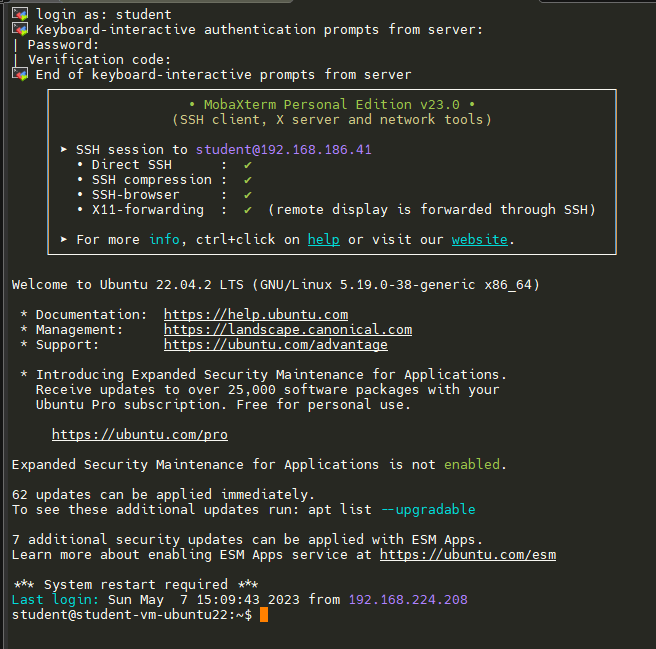 login as: student
Keyboard-interactive authentication prompts from server:
| Password:
| Verification code:
End of keyboard-interactive prompts from server
• MobaXterm Personal Edition v23.0 •
(SSH client, X server and network tools)
➤ SSH session to student@192.168.186.41
• Direct SSH      :  ✔
• SSH compression :  ✔
• SSH-browser     :  ✔
• X11-forwarding  :  ✔  (remote display is forwarded through SSH)
➤ For more info, ctrl+click on help or visit our website.
Welcome to Ubuntu 22.04.2 LTS (GNU/Linux 5.19.0-38-generic x86_64)
* Documentation:  https://help.ubuntu.com
* Management:     https://landscape.canonical.com
* Support:        https://ubuntu.com/advantage
* Introducing Expanded Security Maintenance for Applications.
Receive updates to over 25,000 software packages with your
Ubuntu Pro subscription. Free for personal use.
https://ubuntu.com/pro
Expanded Security Maintenance for Applications is not enabled.
62 updates can be applied immediately.
To see these additional updates run: apt list --upgradable
7 additional security updates can be applied with ESM Apps.
Learn more about enabling ESM Apps service at https://ubuntu.com/esm
*** System restart required ***
Last login: Sun May  7 15:09:43 2023 from 192.168.224.208
student@student-vm-ubuntu22:~$